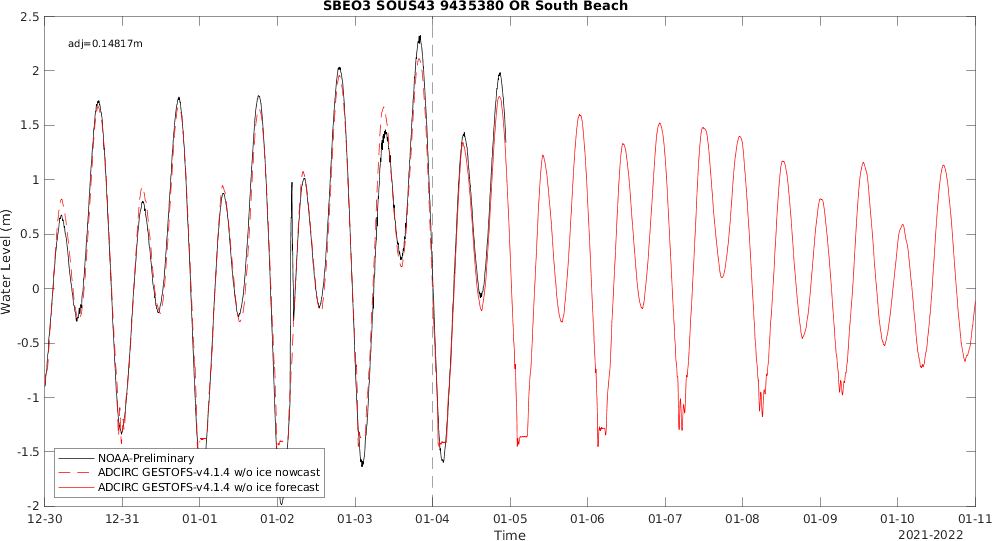 SBEO3 SOUS43 9435380 OR South Beach
adj=0.14817m
2.5
2
1.5
1
0.5
0
-0.5
-1
-1.5
-2
Water Level (m)
NOAA-Preliminary
ADCIRC GESTOFS-v4.1.4 w/o ice nowcast
ADCIRC GESTOFS-v4.1.4 w/o ice forecast
12-30 12-31 01-01 01-02 01-03 01-04 01-05 01-06 01-07 01-08 01-09 01-10 01-11
Time
2021-2022